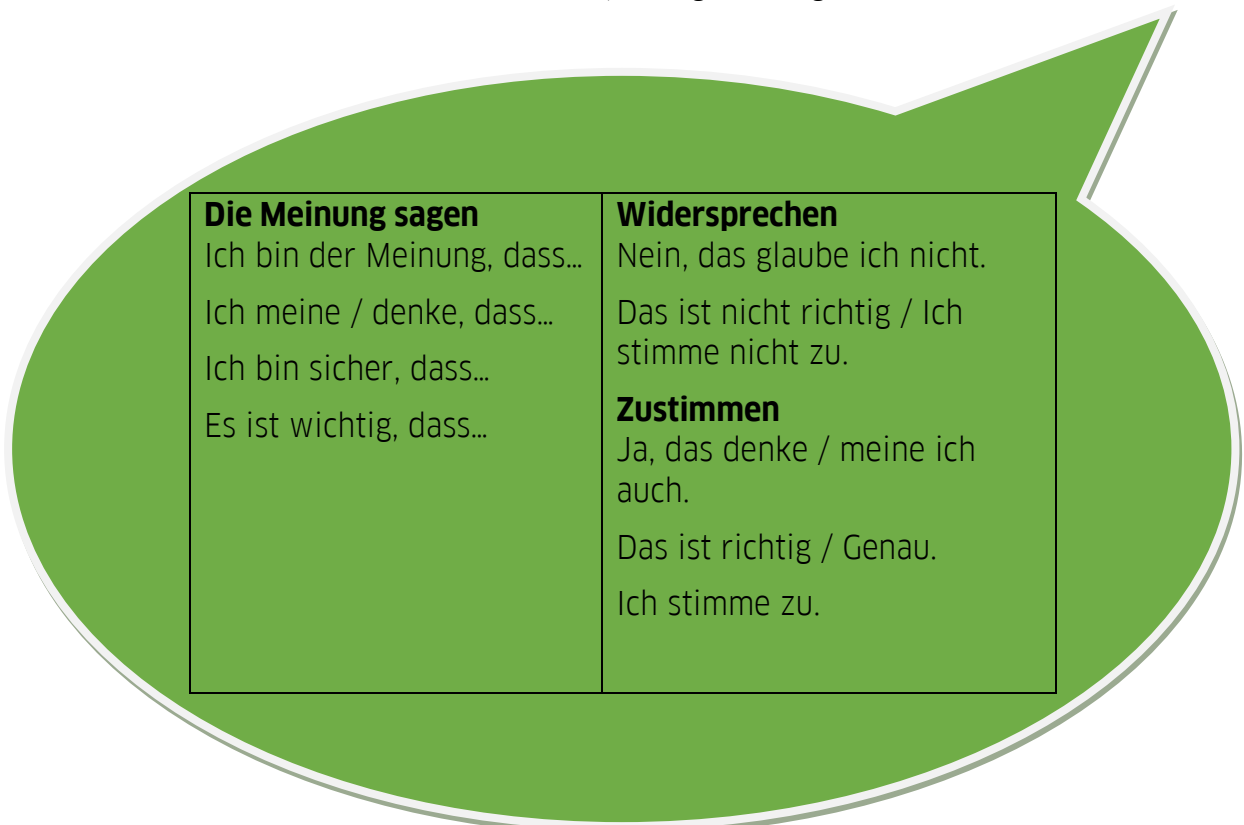 Die Meinung sagen
Ich bin der Meinung, dass…
Ich meine / denke, dass…
Ich bin sicher, dass…
Es ist wichtig, dass…
Widersprechen
Nein, das glaube ich nicht.
Das ist nicht richtig / Ich
stimme nicht zu.
Zustimmen
Ja, das denke / meine ich
auch.
Das ist richtig / Genau.
Ich stimme zu.